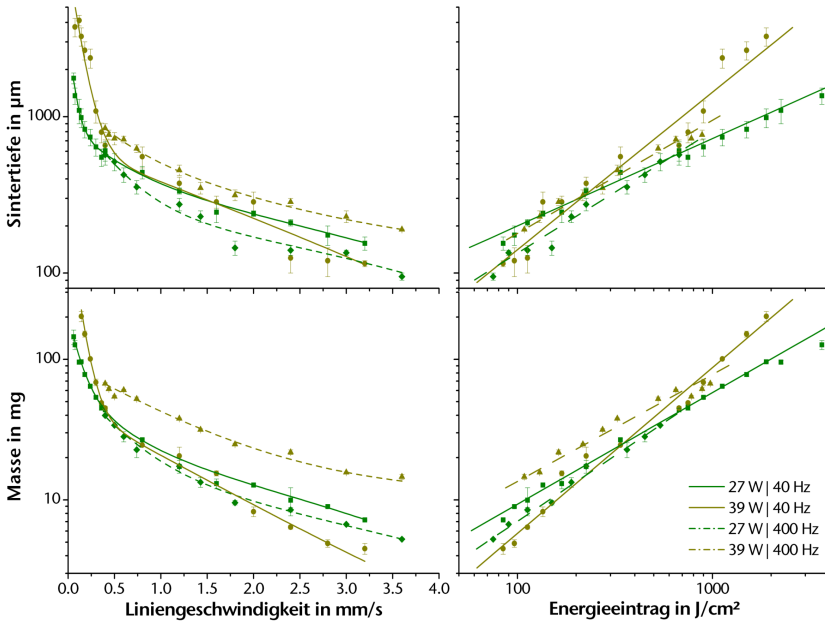 Sintertiefe in µm
1000
100
Masse in mg
100
10
0.0 0.5 1.0 1.5 2.0 2.5 3.0 3.5 4.0
Liniengeschwindigkeit in mm/s
27 W | 40 Hz
39 W | 40 Hz
27 W | 400 Hz
39 W | 400 Hz
100 1000
Energieeintrag in J/cm²